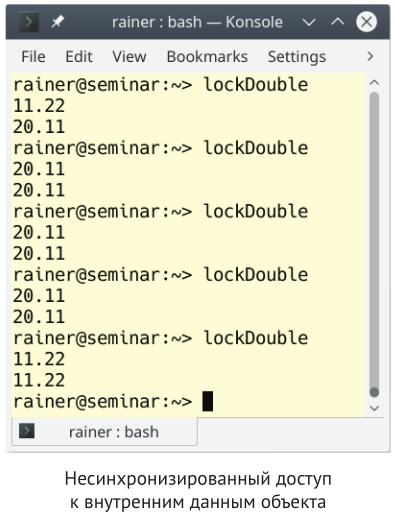 rainer : bash — Konsole
File Edit View Bookmarks Settings
rainer@seminar:~> lockDouble
11.22
20.11
rainer@seminar:~> lockDouble
20.11
20.11
rainer@seminar:~> lockDouble
20.11
20.11
rainer@seminar:~> lockDouble
20.11
20.11
rainer@seminar:~> lockDouble
11.22
11.22
rainer@seminar:~>
rainer : bash
Несинхронизированный доступ
к внутренним данным объекта